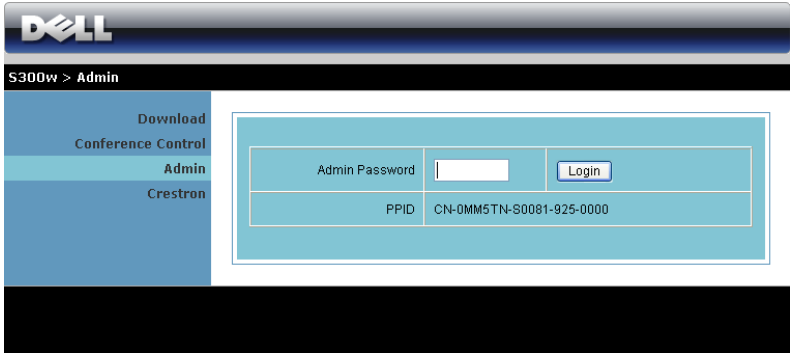 DELL
S300w > Admin
Download
Conference Control
Admin
Crestron
Admin Password
Login
PPID
CN-0MM5TN-S0081-925-0000